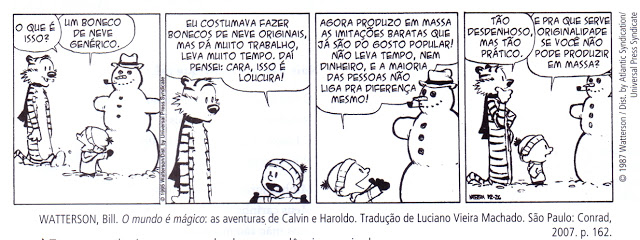 O QUE É
ISSO?
UM BONECO
DE NEVE
GENÉRICO.
EU COSTUMAVA FAZER
BONECOS DE NEVE ORIGINAIS,
MAS DÁ MUITO TRABALHO,
LEVA MUITO TEMPO. DAÍ
PENSEI: CARA, ISSO É
LOUCURA!
AGORA PRODUZO EM MASSA
AS IMITAÇÕES BARATAS QUE
JÁ SÃO DO GOSTO POPULAR!
NÃO LEVA TEMPO, NEM
DINHEIRO, E A MAIORIA
DAS PESSOAS NÃO
LIGA PRA DIFERENÇA
MESMO!
TÃO
DESDENHOSO,
MAS TÃO
PRÁTICO.
E PRA QUE SERVE
ORIGINALIDADE
SE VOCÊ NÃO
PODE PRODUZIR
EM MASSA?
© 1987 Watterson / Dist. by Atlantic Syndication/
Universal Press Syndicate
WATTERSON, Bill. O mundo é mágico: as aventuras de Calvin e Haroldo. Tradução de Luciano Vieira Machado. São Paulo: Conrad,
2007. p. 162.